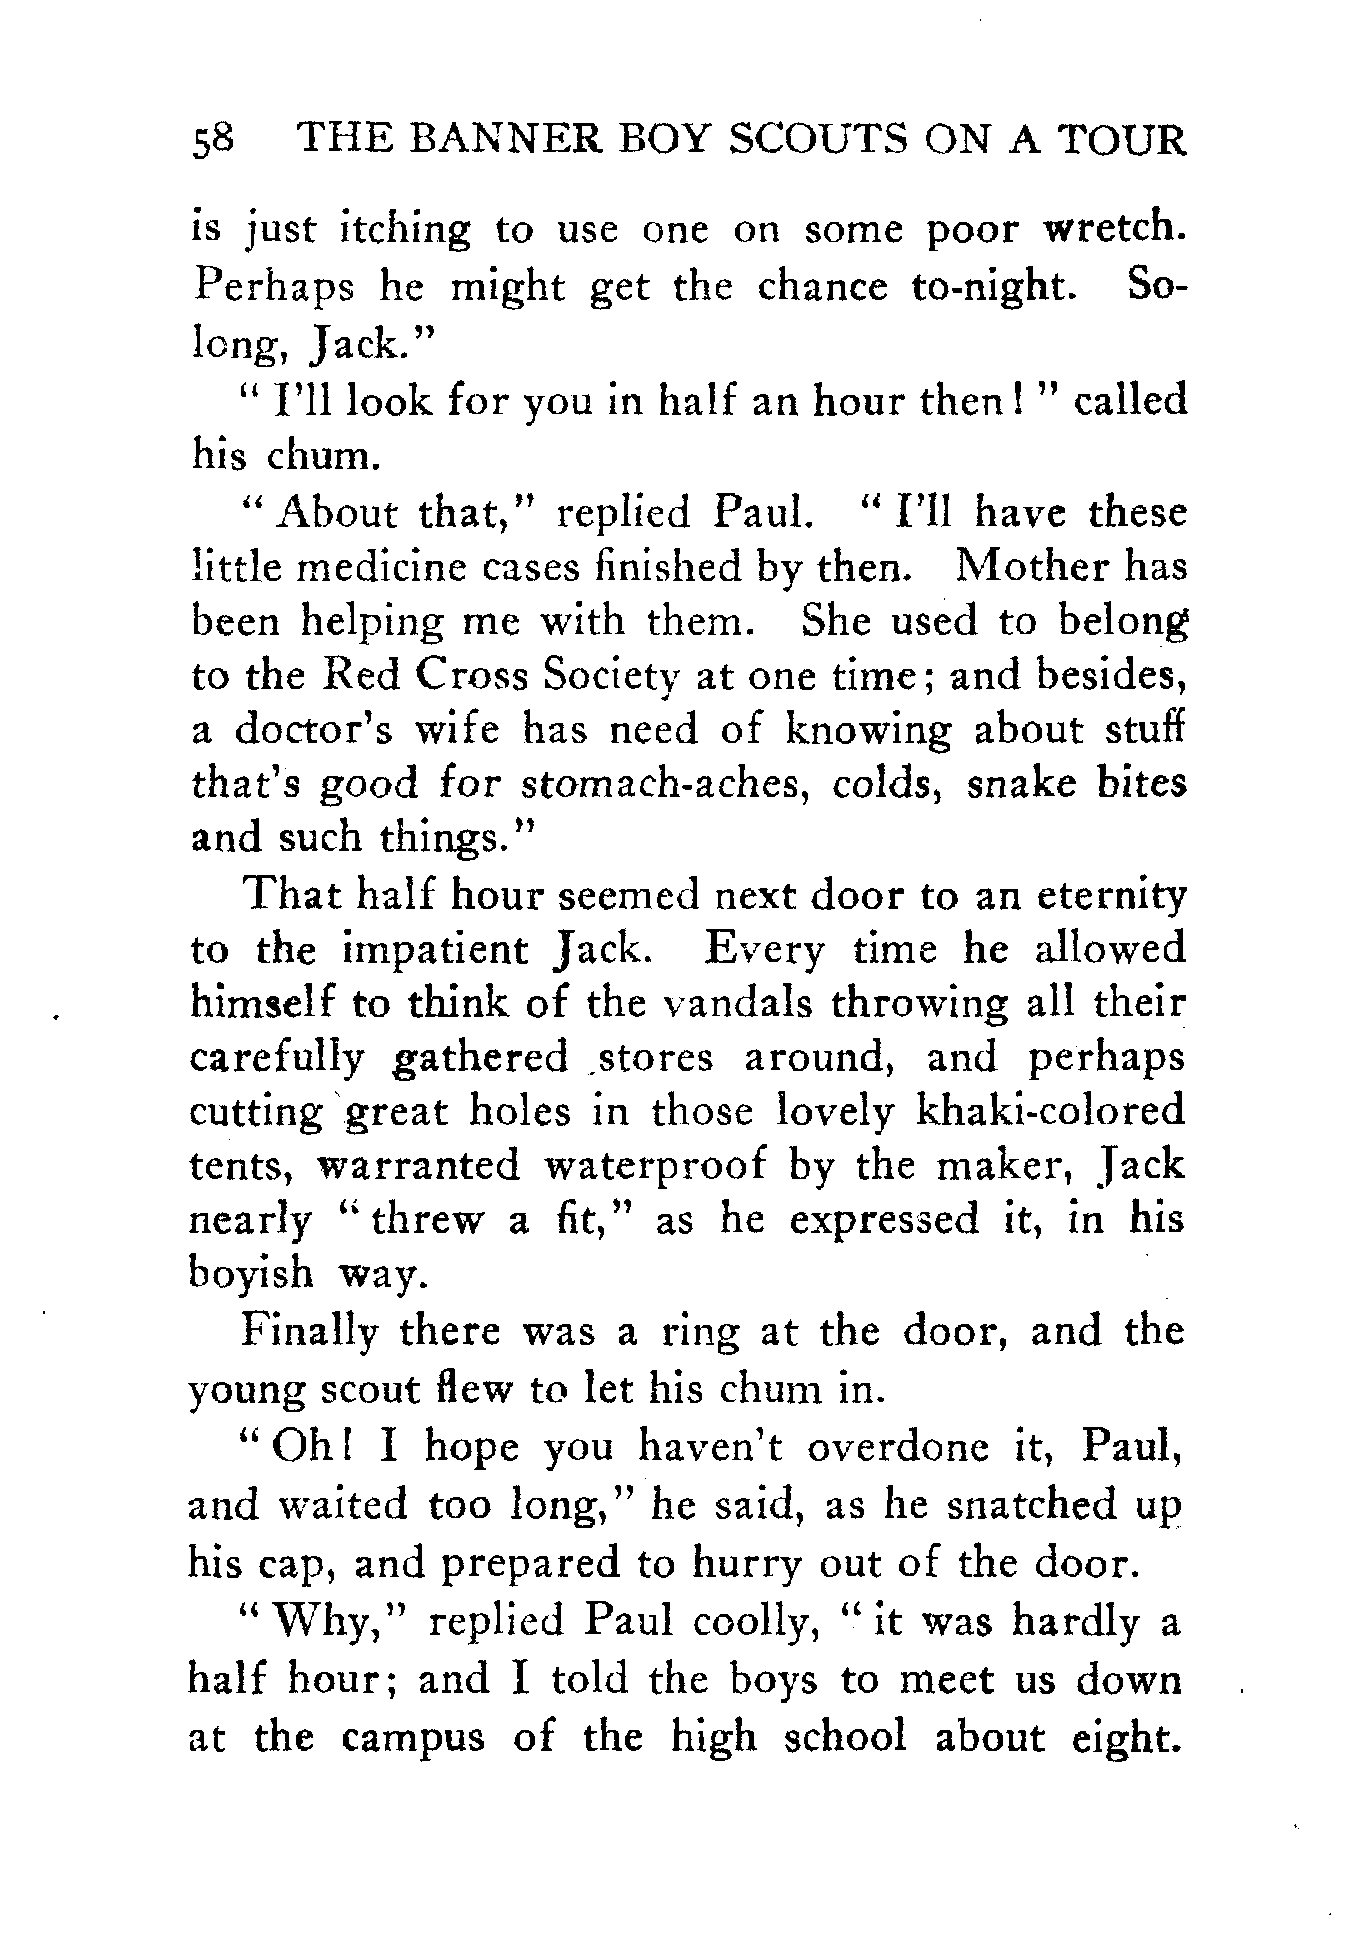 58 THE BANNER BOY SCOUTS ON A TOUR
is just itching to use one on some poor wretch.
Perhaps he might get the chance to-night. So-
long, Jack."
" I'll look for you in half an hour then! " called
his chum.
" About that," replied Paul. " I'll have these
little medicine cases finished by then. Mother has
been helping me with them. She used to belong
to the Red Cross Society at one time; and besides,
a doctor's wife has need of knowing about stuff
that's good for stomach-aches, colds, snake bites
and such things."
That half hour seemed next door to an eternity
to the impatient Jack. Every time he allowed
himself to think of the vandals throwing all their
carefully gathered stores around, and perhaps
cutting great holes in those lovely khaki-colored
tents, warranted waterproof by the maker, Jack
nearly " threw a fit," as he expressed it, in his
boyish way.
Finally there was a ring at the door, and the
young scout flew to let his chum in.
" Oh! I hope you haven't overdone it, Paul,
and waited too long," he said, as he snatched up
his cap, and prepared to hurry out of the door.
" Why," replied Paul coolly, " it was hardly a
half hour; and I told the boys to meet us down
at the campus of the high school about eight.